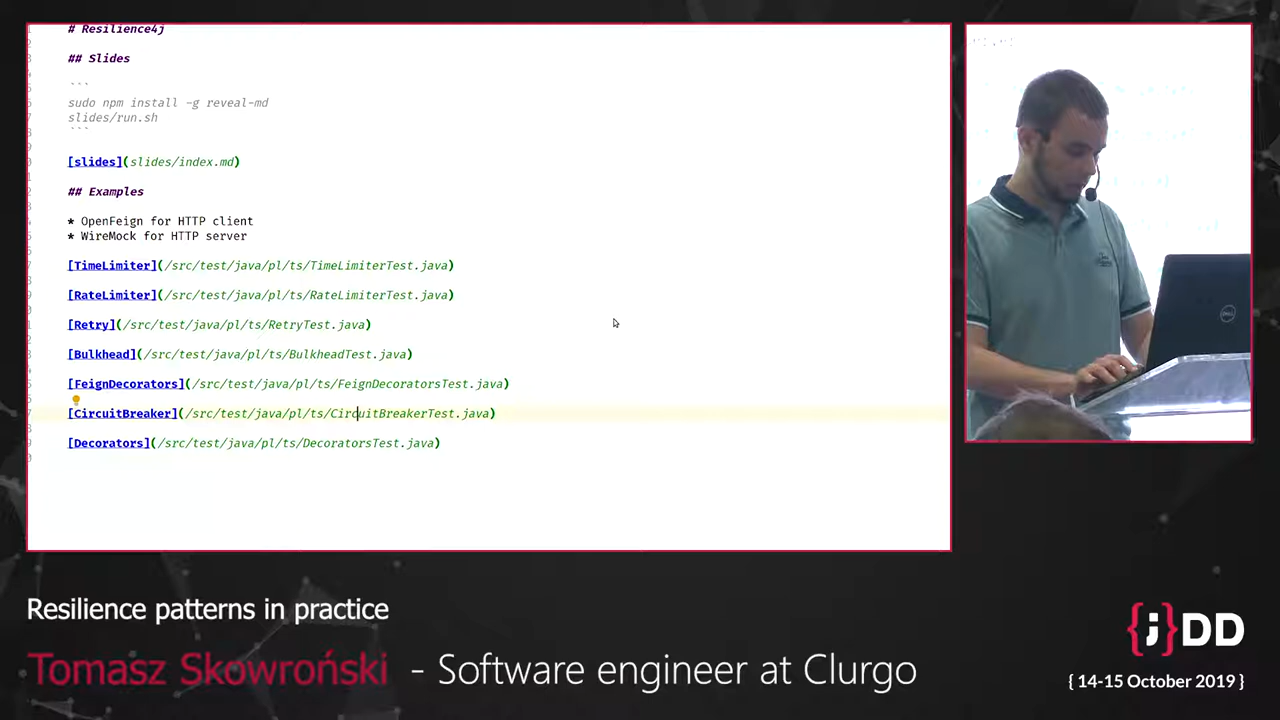 # Resilience4j
## Slides
```
sudo npm install -g reveal-md
slides/run.sh
```
[slides](slides/index.md)
## Examples
* OpenFeign for HTTP client
* WireMock for HTTP server
[TimeLimiter](/src/test/java/pl/ts/TimeLimiterTest.java)
[RateLimiter](/src/test/java/pl/ts/RateLimiterTest.java)
[Retry](/src/test/java/pl/ts/RetryTest.java)
[Bulkhead](/src/test/java/pl/ts/BulkheadTest.java)
[FeignDecorators](/src/test/java/pl/ts/FeignDecoratorsTest.java)
[CircuitBreaker](/src/test/java/pl/ts/CircuitBreakerTest.java)
[Decorators](/src/test/java/pl/ts/DecoratorsTest.java)
DELL
Resilience patterns in practice
Tomasz Skowroński - Software engineer at Clurgo
{;}DD
{ 14-15 October 2019 }